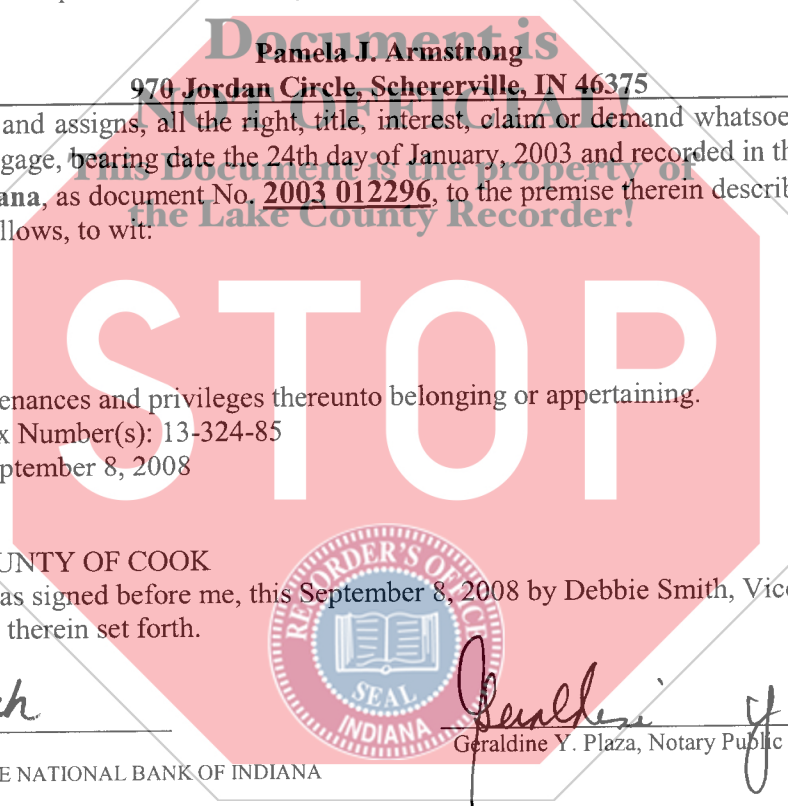 Document is
Pamela J. Armstrong
NOT OFFICIAL!
970 Jordan Circle, Schererville, IN 46375
and assigns, all the right, title, interest, claim or demand whatsoe
gage, bearing date the 24th day of January, 2003 and recorded in th
This Document is the property of
ana, as document No. 2003 012296, to the premise therein describ
the Lake County Recorder!
llows, to wit:
STOP
enances and privileges thereunto belonging or appertaining.
x Number(s): 13-324-85
ptember 8, 2008
UNTY OF COOK
as signed before me, this September 8, 2008 by Debbie Smith, Vice
therein set forth.
RECORDER'S OFFICE
SEAL
INDIANA
Geraldine Y
Geraldine Y. Plaza, Notary Public
E NATIONAL BANK OF INDIANA